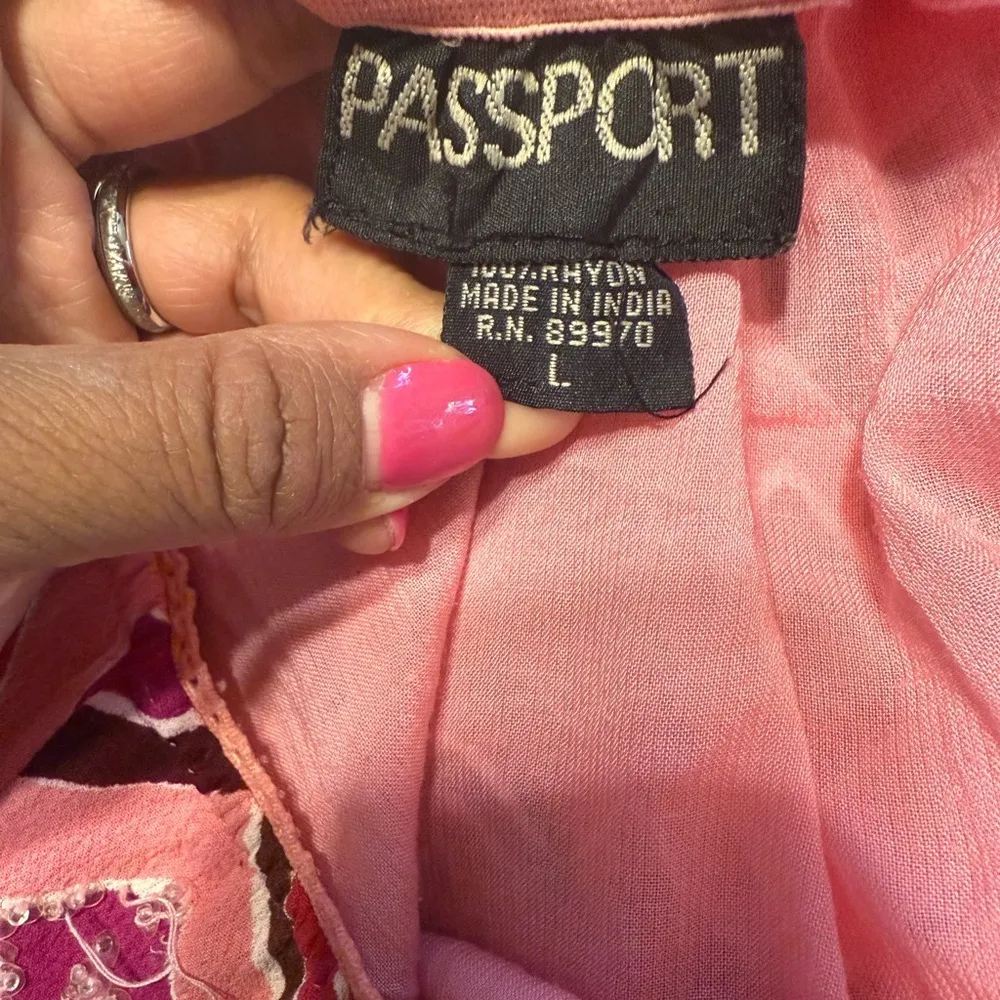 PASSPORT
100% RAYON
MADE IN INDIA
R.N. 89970
L